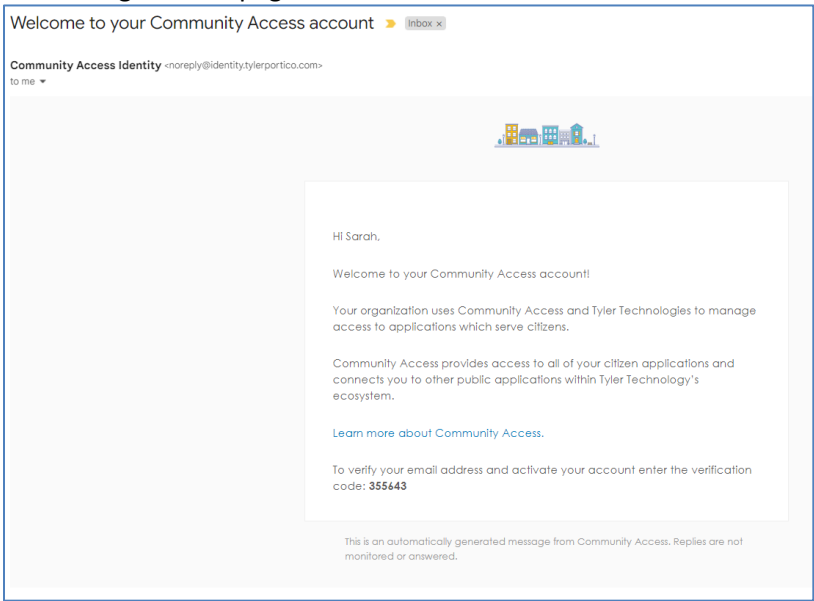 Welcome to your Community Access account
Inbox ×
Community Access Identity <noreply@identity.tylerportico.com>
to me
Hi Sarah,
Welcome to your Community Access account!
Your organization uses Community Access and Tyler Technologies to manage
access to applications which serve citizens.
Community Access provides access to all of your citizen applications and
connects you to other public applications within Tyler Technology's
ecosystem.
Learn more about Community Access.
To verify your email address and activate your account enter the verification
code: 355643
This is an automatically generated message from Community Access. Replies are not
monitored or answered.